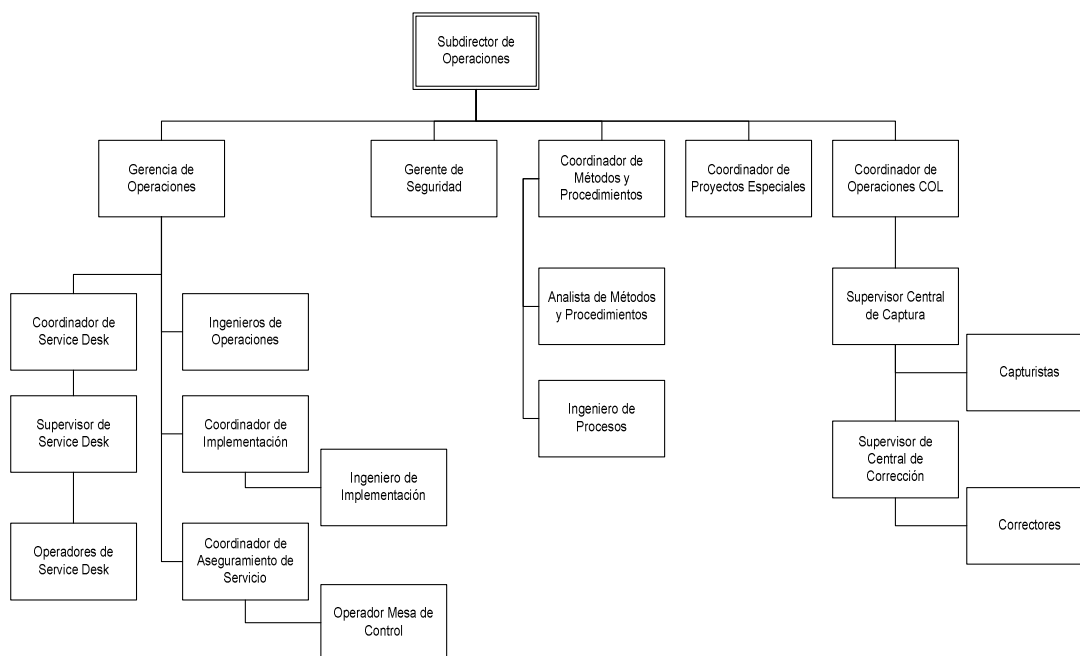 Subdirector de
Operaciones
Gerencia de
Operaciones
Gerente de
Seguridad
Coordinador de
Métodos y
Procedimientos
Coordinador de
Proyectos Especiales
Coordinador de
Operaciones COL
Coordinador de
Service Desk
Ingenieros de
Operaciones
Analista de Métodos
y Procedimientos
Supervisor Central
de Captura
Capturistas
Supervisor de
Service Desk
Coordinador de
Implementación
Ingeniero de
Procesos
Supervisor de
Central de
Corrección
Ingeniero de
Implementación
Correctores
Operadores de
Service Desk
Coordinador de
Aseguramiento de
Servicio
Operador Mesa de
Control